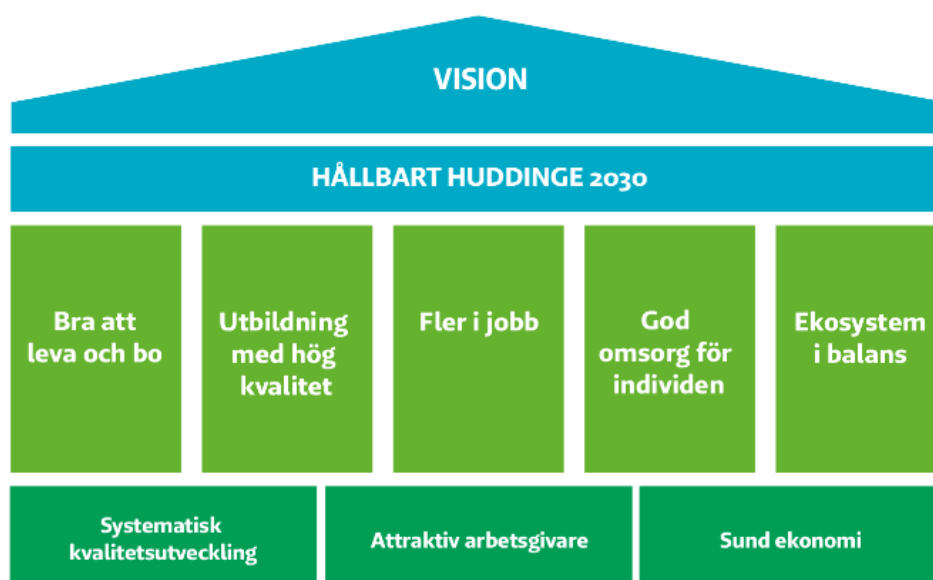 VISION
HÅLLBART HUDDINGE 2030
Bra att
leva och bo
Utbildning
med hög
kvalitet
Fler i jobb
God
omsorg för
individen
Ekosystem
i balans
Systematisk
kvalitetsutveckling
Attraktiv arbetsgivare
Sund ekonomi